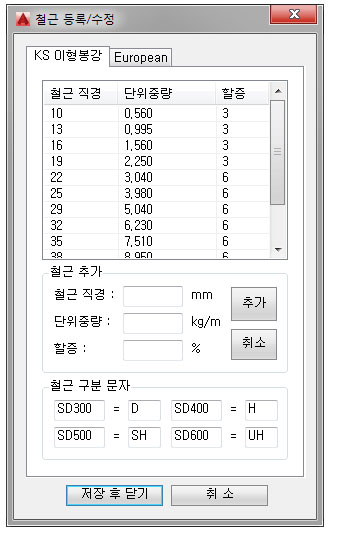 철근 등록/수정
KS 이형봉강 European
철근 직경 단위중량 할증
10 0,560 3
13 0,995 3
16 1,560 3
19 2,250 3
22 3,040 6
25 3,980 6
29 5,040 6
32 6,230 6
35 7,510 6
38 8,950 6
철근 추가
철근 직경 : mm 추가
단위중량 : kg/m
할증 : % 취소
철근 구분 문자
SD300 = D SD400 = H
SD500 = SH SD600 = UH
저장 후 닫기 취 소